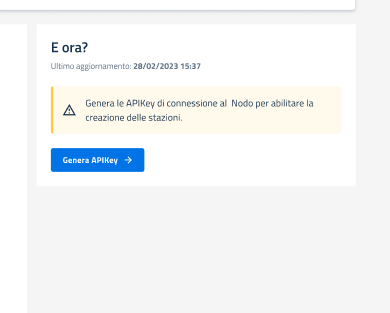 E ora?
Ultimo aggiornamento: 28/02/2023 15:37
Genera le APIKey di connessione al Nodo per abilitare la
creazione delle stazioni.
Genera APIKey